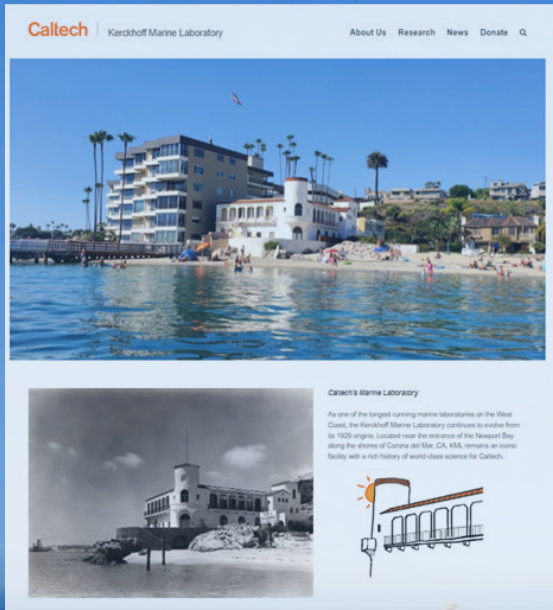 Caltech | Kerckhoff Marine Laboratory
About Us Research News Donate
Caltech's Marine Laboratory
As one of the longest running marine laboratories on the West
Coast, the Kerckhoff Marine Laboratory continues to evolve from
its 1929 origins. Located near the entrance of the Newport Bay
along the shores of Corona del Mar, CA, KML remains an iconic
facility with a rich history of world-class science for Caltech.